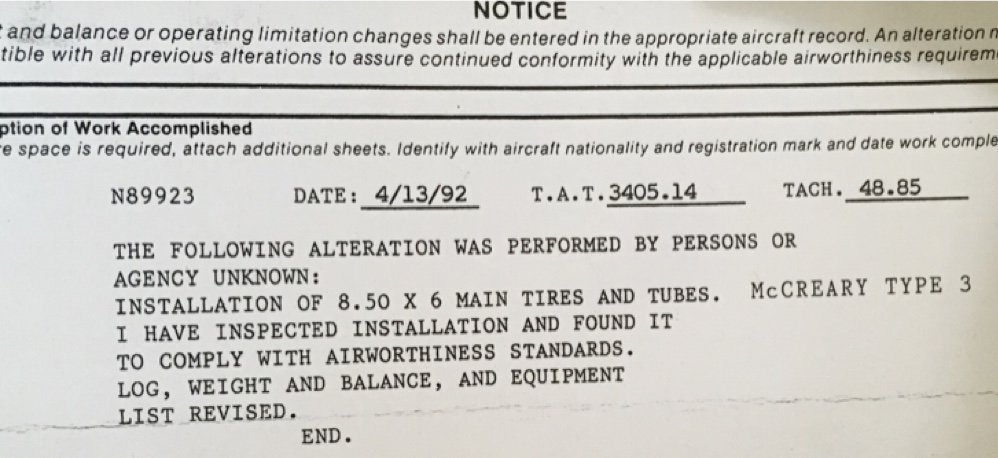 NOTICE
and balance or operating limitation changes shall be entered in the appropriate aircraft record. An alteration
tible with all previous alterations to assure continued conformity with the applicable airworthiness requirem
ption of Work Accomplished
e space is required, attach additional sheets. Identify with aircraft nationality and registration mark and date work comple
N89923 DATE: 4/13/92 T.A.T. 3405.14 TACH. 48.85
THE FOLLOWING ALTERATION WAS PERFORMED BY PERSONS OR
AGENCY UNKNOWN:
INSTALLATION OF 8.50 X 6 MAIN TIRES AND TUBES. McCREARY TYPE 3
I HAVE INSPECTED INSTALLATION AND FOUND IT
TO COMPLY WITH AIRWORTHINESS STANDARDS.
LOG, WEIGHT AND BALANCE, AND EQUIPMENT
LIST REVISED.
END.